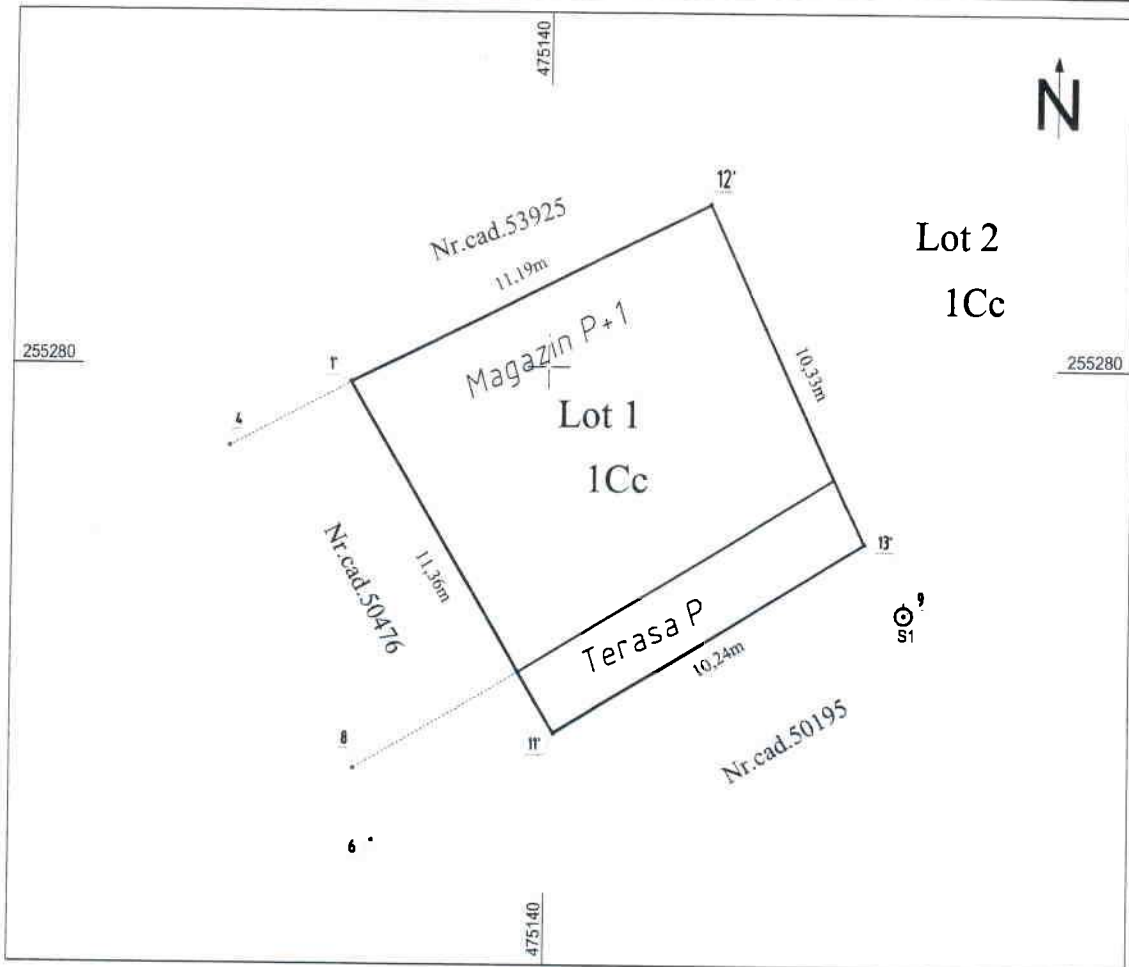 475140
N
12'
Nr.cad.53925
Lot 2
11,19m
1Cc
Magazin P+1
255280
1'
10,33m
255280
4
Lot 1
1Cc
Nr.cad.50476
11,36m
13'
9
S1
Terasa P
10,24m
8
11'
Nr.cad.50195
6
475140